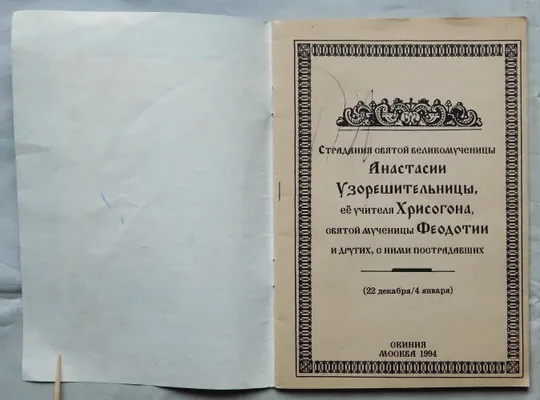 Страдания святой великомученицы
Анастасии
Узорешительницы,
её учителя Хрисогона,
святой мученицы Феодотии
и других, с ними пострадавших
(22 декабря/4 января)
СКИНИЯ
МОСКВА 1994